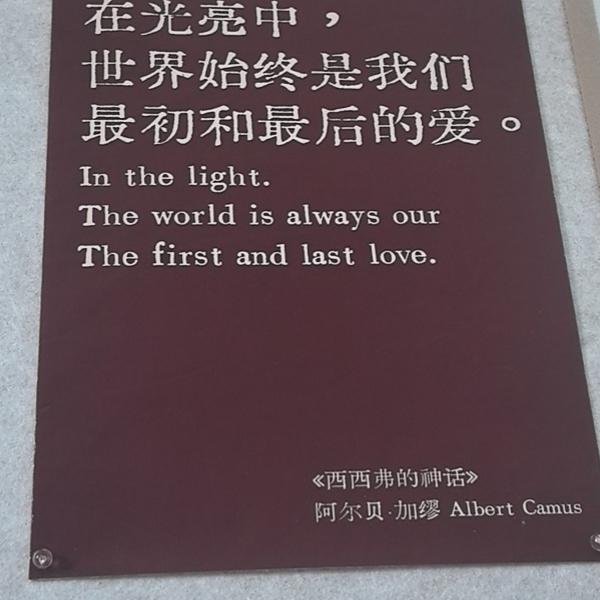 在光亮中，
世界始终是我们
最初和最后的爱。
In the light.
The world is always our
The first and last love.
《西西弗的神话》
阿尔贝·加缪 Albert Camus